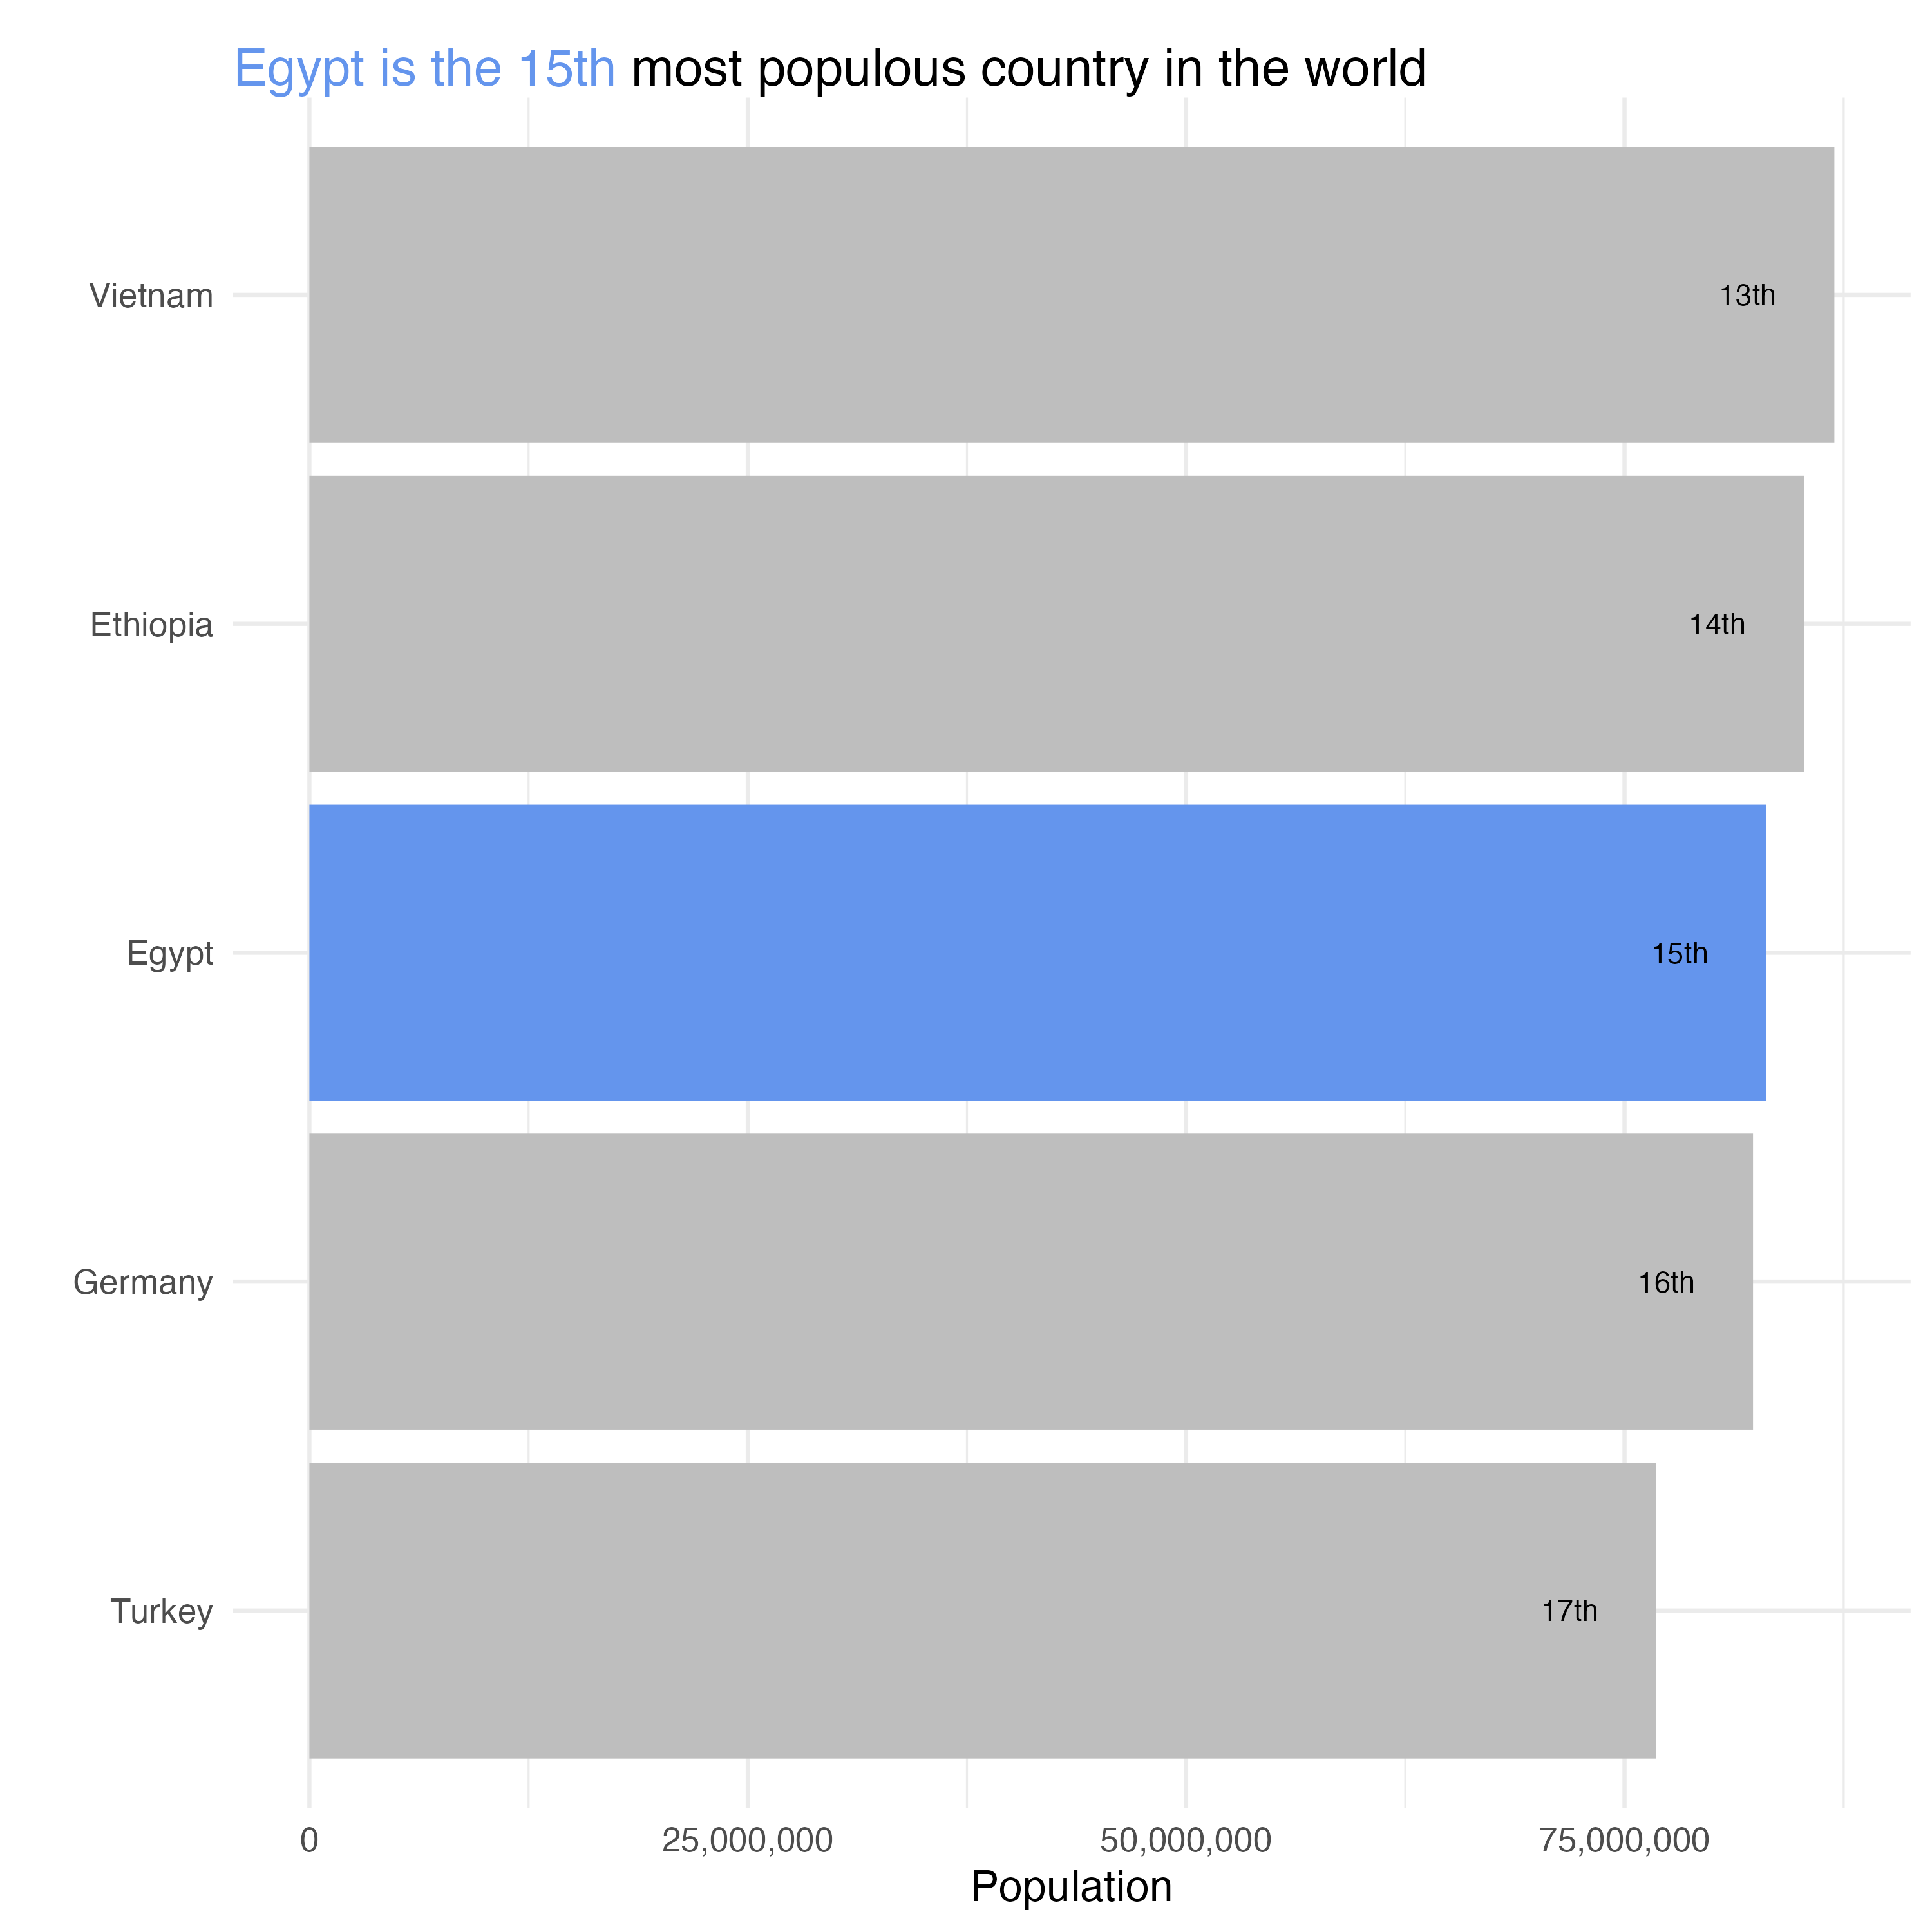 Egypt is the 15th most populous country in the world
Vietnam
13th
Ethiopia
14th
Egypt
15th
Germany
16th
Turkey
17th
0
25,000,000
50,000,000
75,000,000
Population